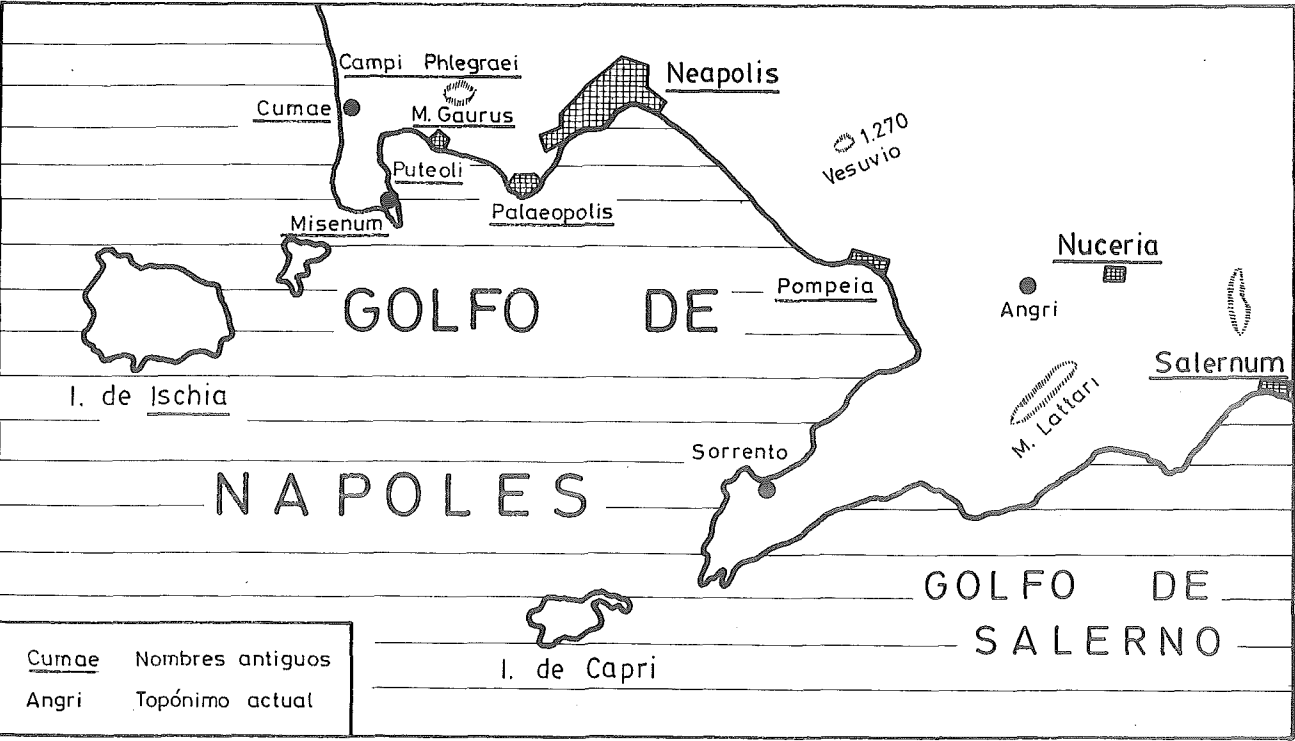 Campi Phlegraei
Neapolis
Cumae
M. Gaurus
1.270
Vesuvio
Puteoli
Palaeopolis
Misenum
Nuceria
Pompeia
Angri
GOLFO DE
Salernum
I. de Ischia
M. Lattari
Sorrento
NAPOLES
GOLFO DE
SALERNO
I. de Capri
Cumae Nombres antiguos
Angri Topónimo actual